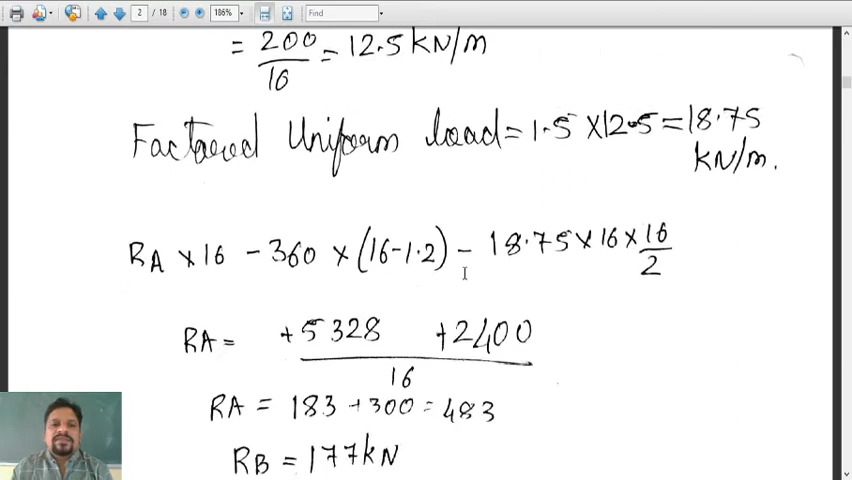 2 / 18
186%
Find
= 200/16 = 12.5 kN/m
Factored Uniform load = 1.5 X 12.5 = 18.75
kN/m.
RA × 16 - 360 × (16-1.2) - 18.75 × 16 × 16/2
RA = +5328 +2400
16
RA = 183 +300 = 483
RB = 177kN